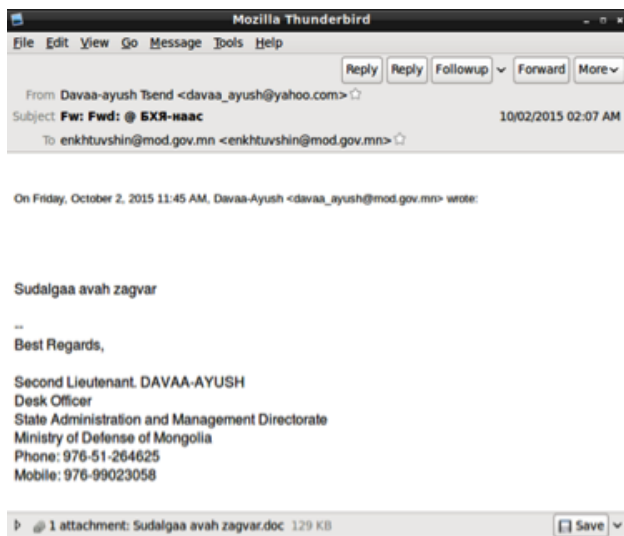 Mozilla Thunderbird
File Edit View Go Message Tools Help
Reply Reply Followup Forward More
From Davaa-ayush Tsend <davaa_ayush@yahoo.com>
Subject Fw: Fwd: @ БХЯ-наас 10/02/2015 02:07 AM
To enkhtuvshin@mod.gov.mn <enkhtuvshin@mod.gov.mn>
On Friday, October 2, 2015 11:45 AM, Davaa-Ayush <davaa_ayush@mod.gov.mn> wrote:
Sudalgaa avah zagvar
--
Best Regards,
Second Lieutenant. DAVAA-AYUSH
Desk Officer
State Administration and Management Directorate
Ministry of Defense of Mongolia
Phone: 976-51-264625
Mobile: 976-99023058
1 attachment: Sudalgaa avah zagvar.doc 129 KB Save